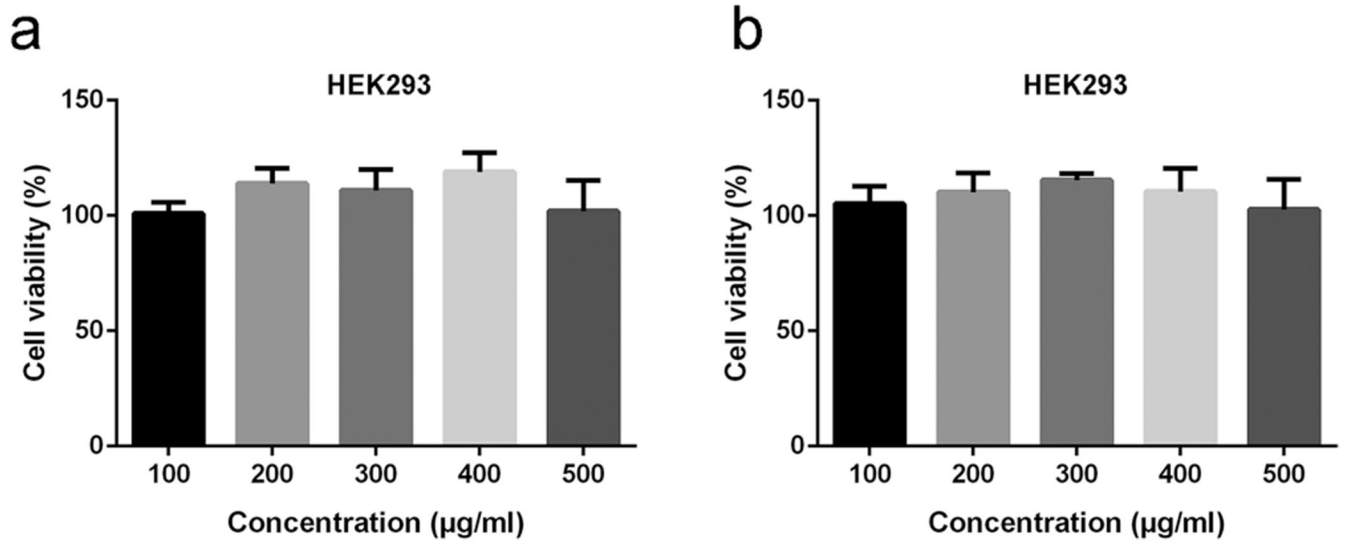 a
HEK293
150
100
50
0
Cell viability (%)
100 200 300 400 500
Concentration (µg/ml)
b
HEK293
150
100
50
0
Cell viability (%)
100 200 300 400 500
Concentration (µg/ml)